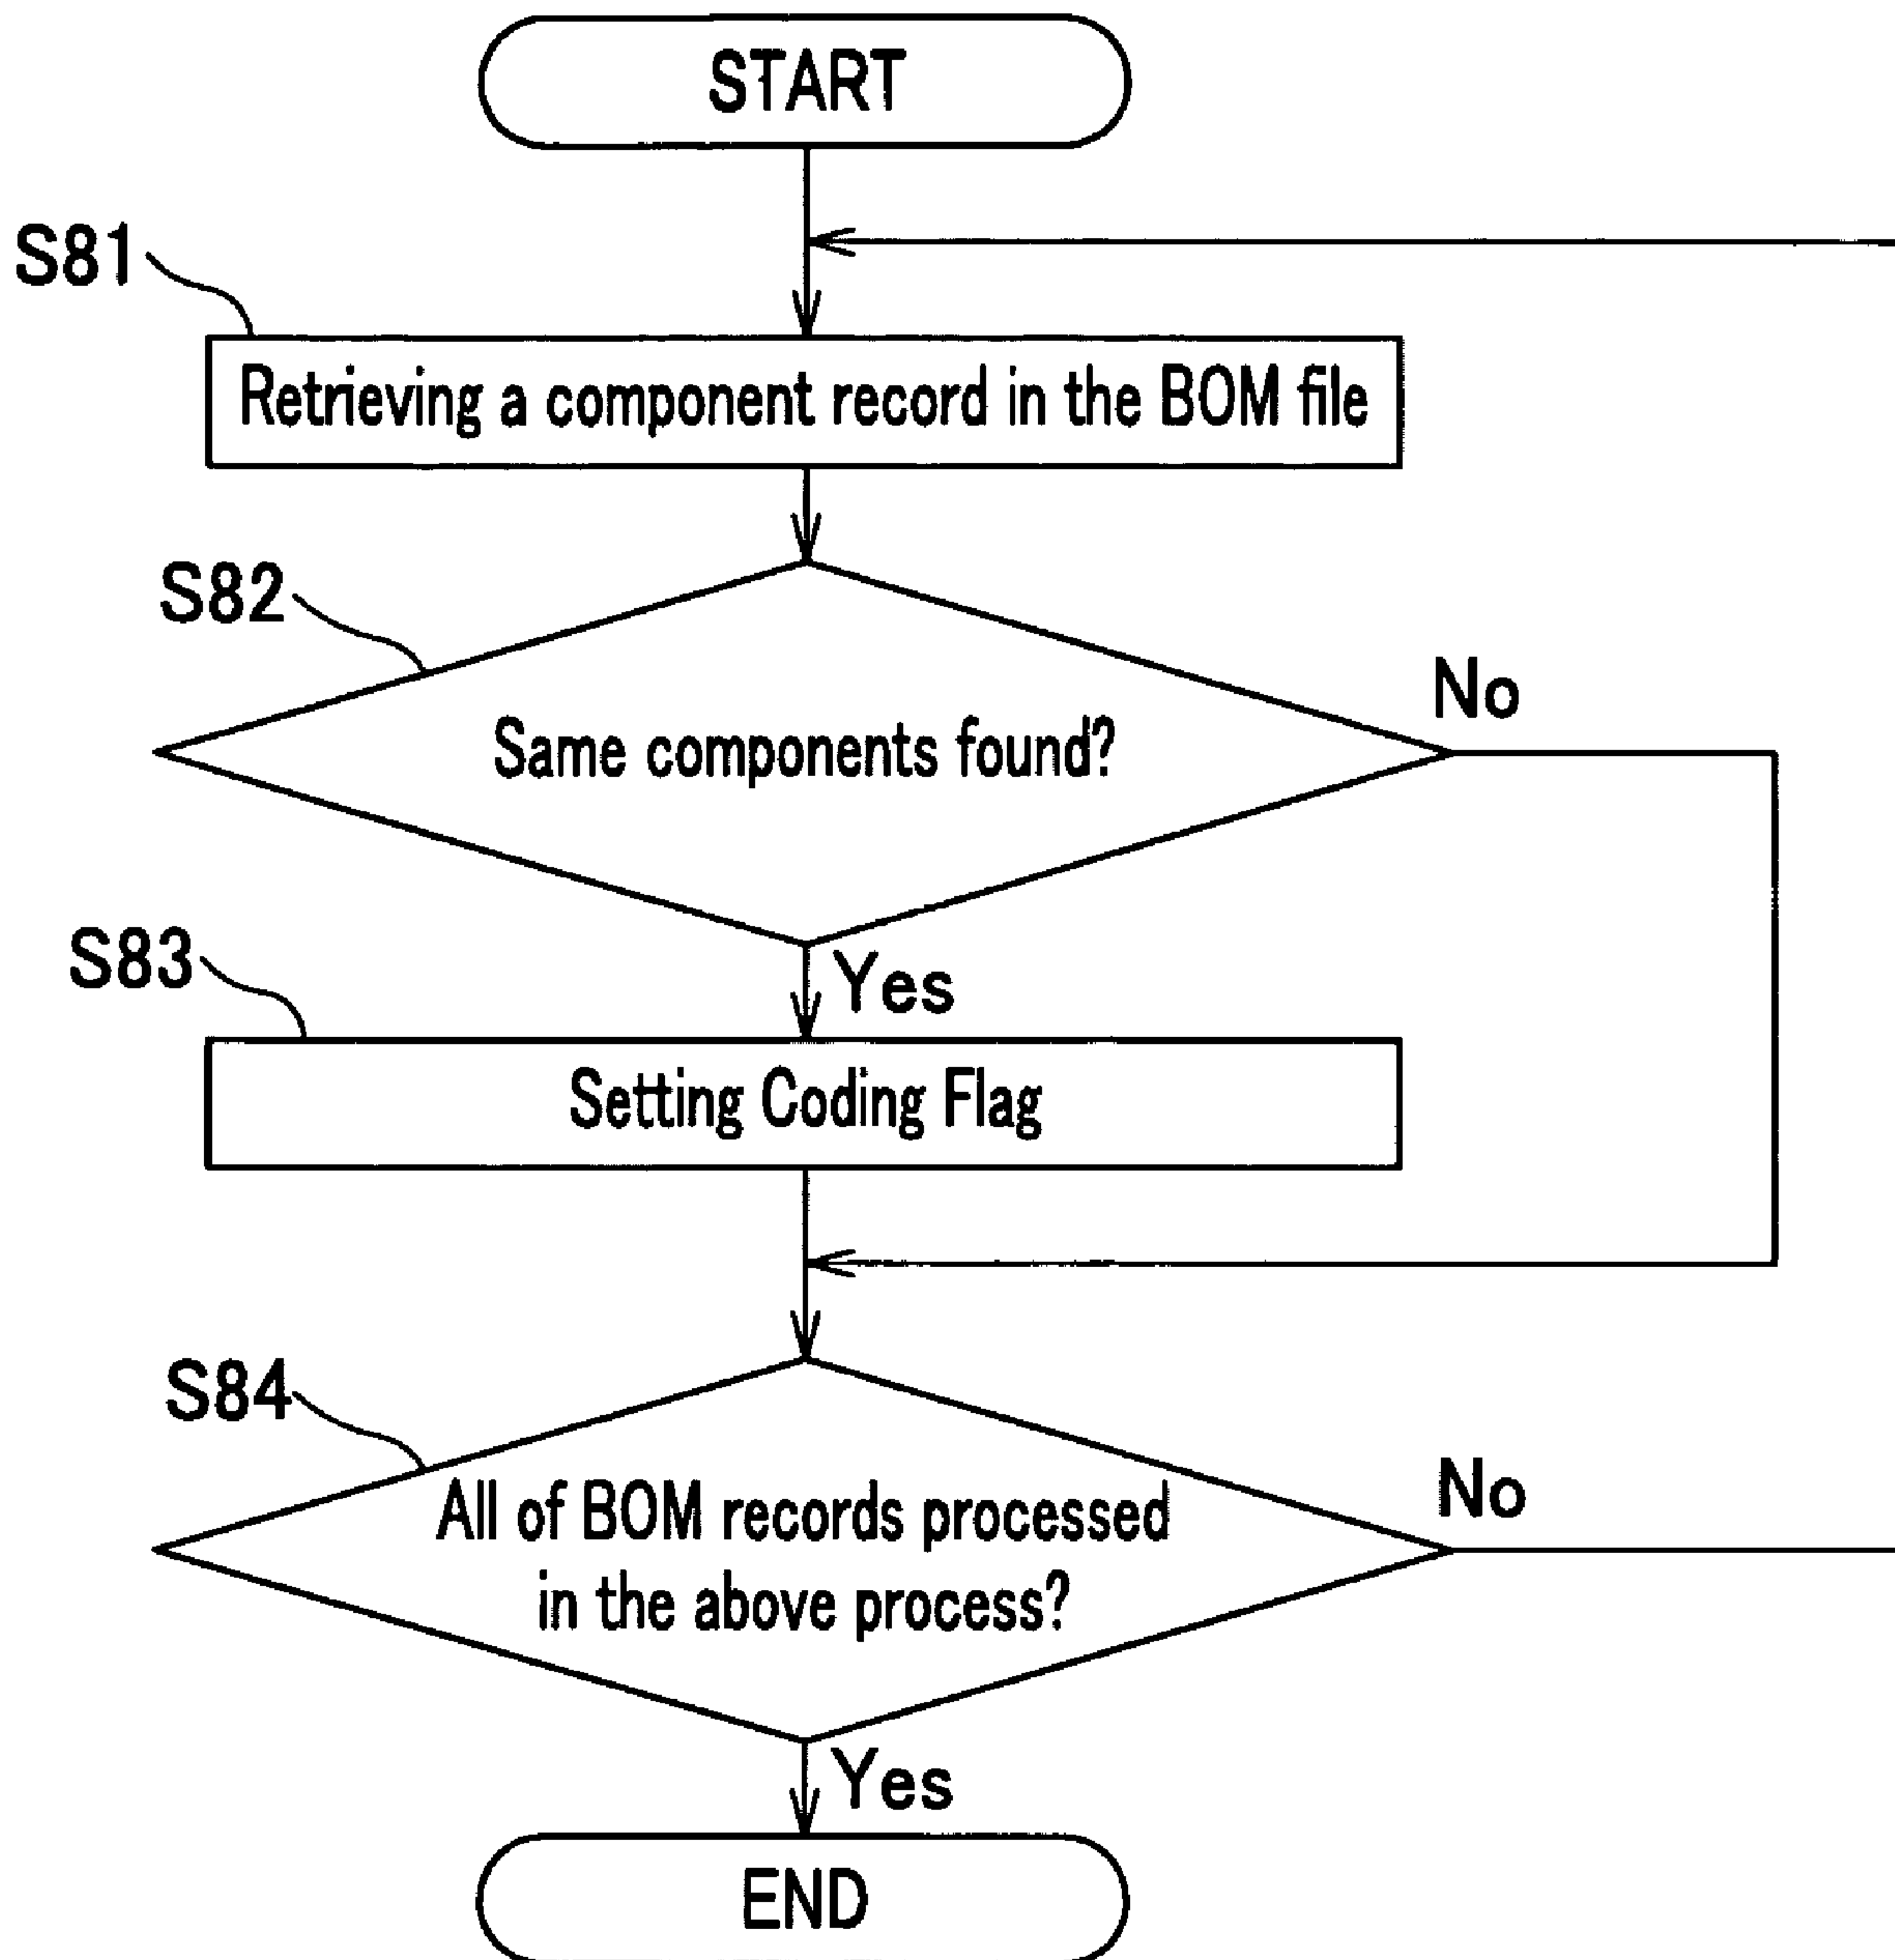 START
S81
Retrieving a component record in the BOM file
S82
Same components found?
No
Yes
S83
Setting Coding Flag
S84
All of BOM records processed
in the above process?
No
Yes
END